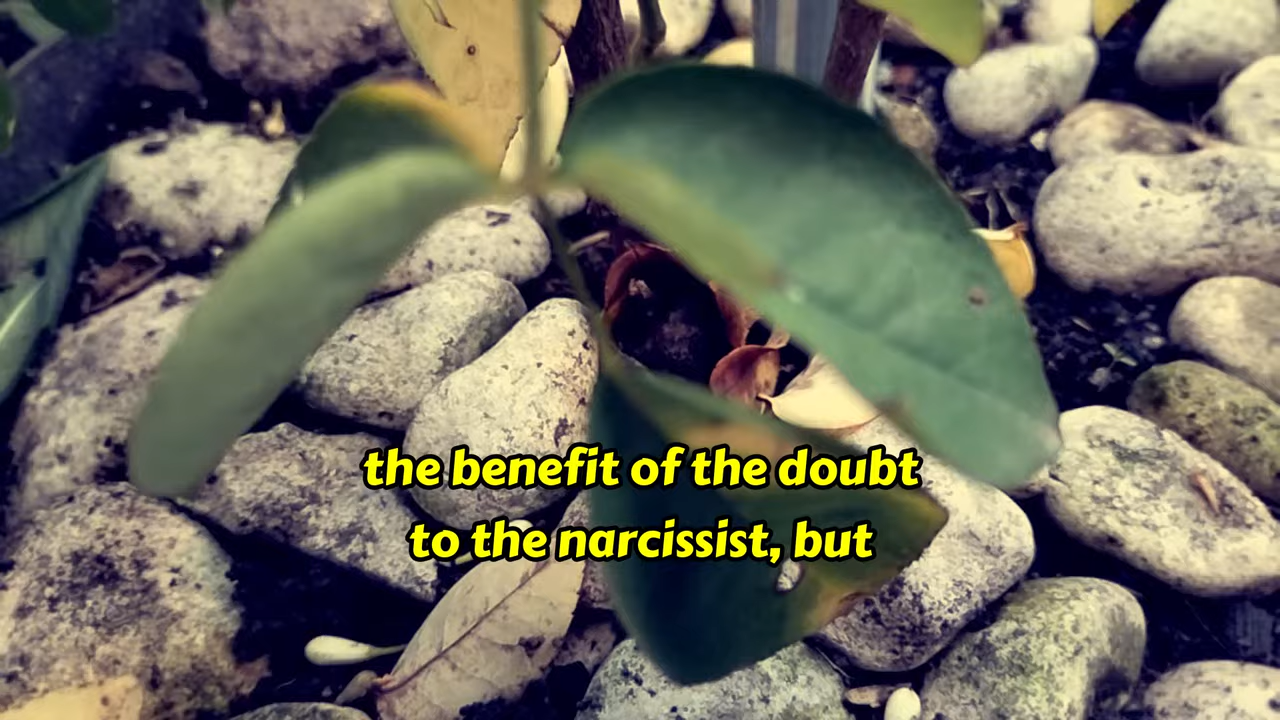 the benefit of the doubt
to the narcissist, but